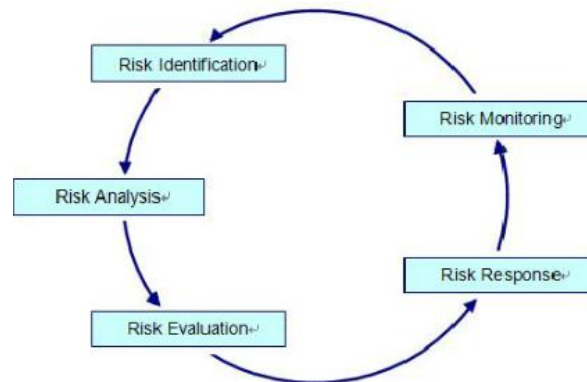 Risk Identification↵
Risk Monitoring↵
Risk Analysis↵
Risk Response↵
Risk Evaluation↵